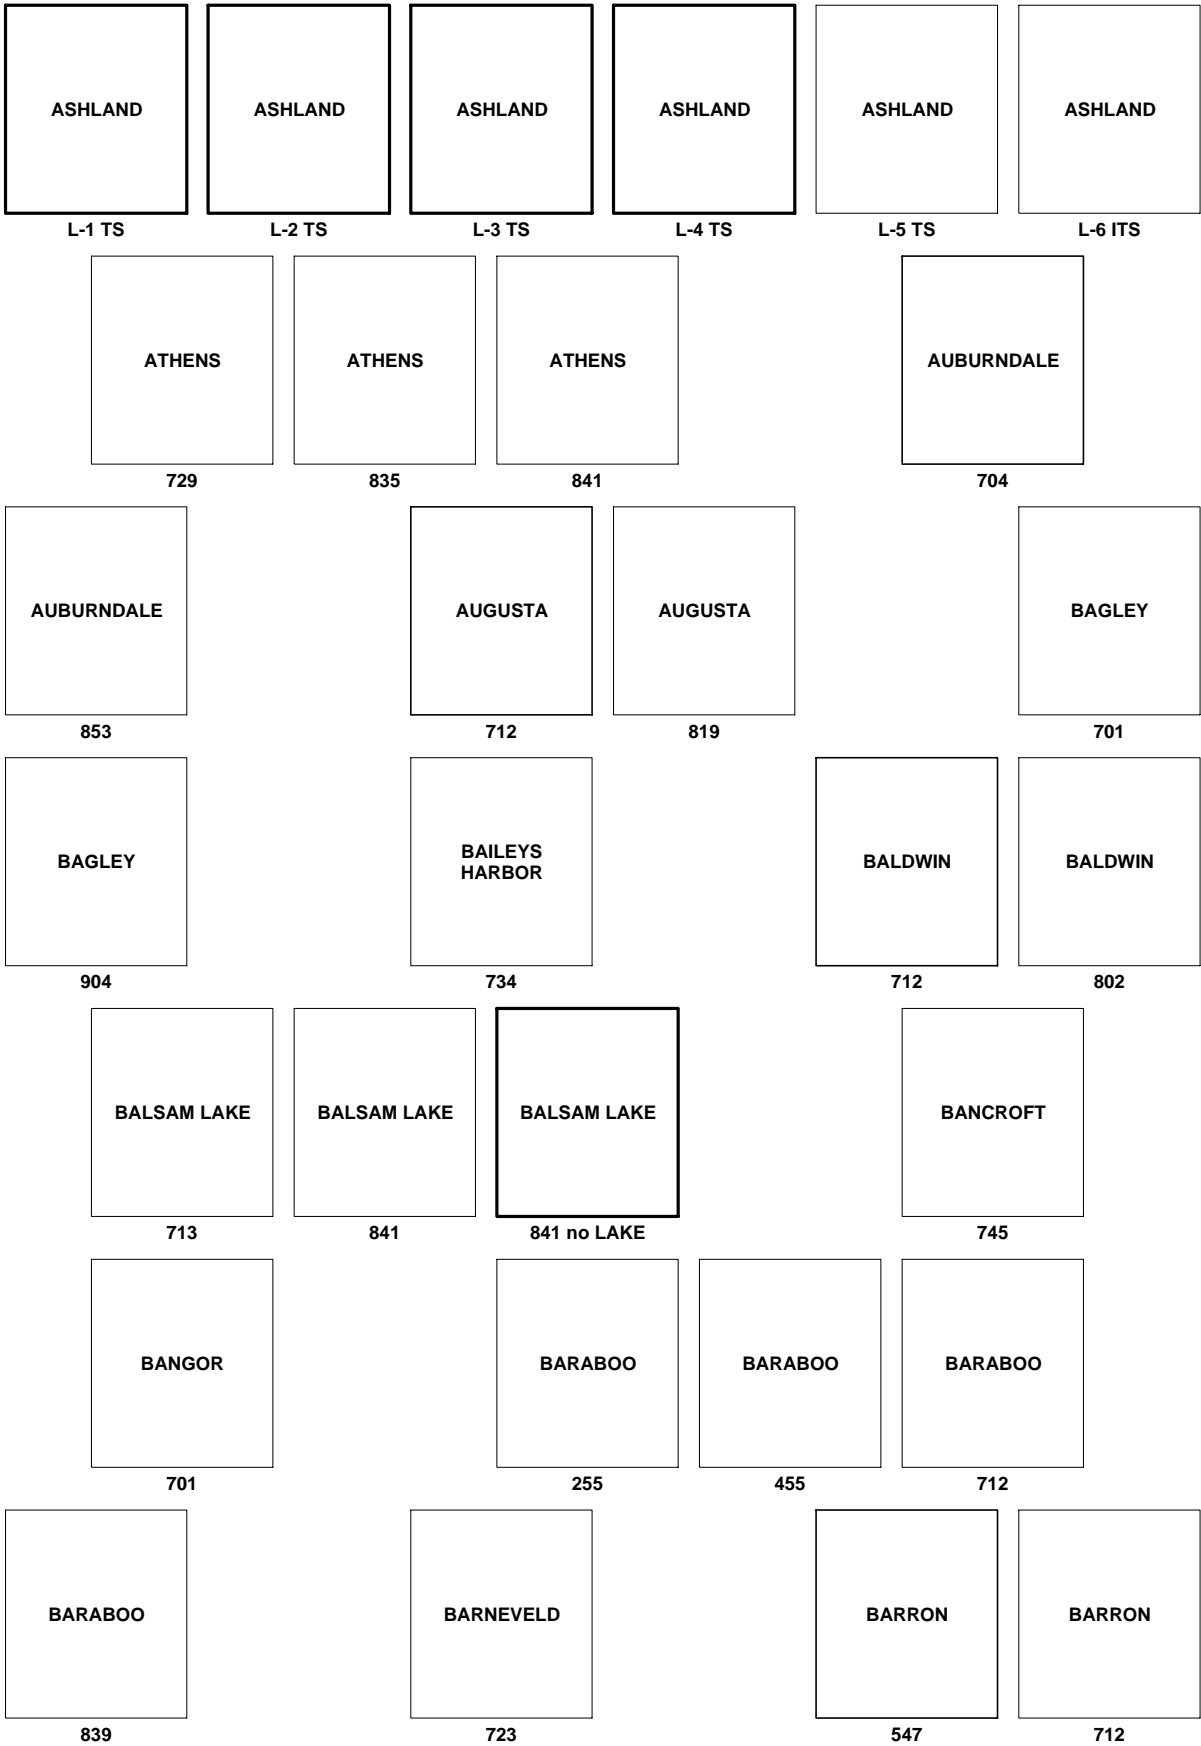 ASHLAND ASHLAND ASHLAND ASHLAND ASHLAND ASHLAND
L-1 TS L-2 TS L-3 TS L-4 TS L-5 TS L-6 ITS
ATHENS ATHENS ATHENS AUBURNDALE
729 835 841 704
AUBURNDALE AUGUSTA AUGUSTA BAGLEY
853 712 819 701
BAGLEY BAILEYS HARBOR BALDWIN BALDWIN
904 734 712 802
BALSAM LAKE BALSAM LAKE BALSAM LAKE BANCROFT
713 841 841 no LAKE 745
BANGOR BARABOO BARABOO BARABOO
701 255 455 712
BARABOO BARNEVELD BARRON BARRON
839 723 547 712